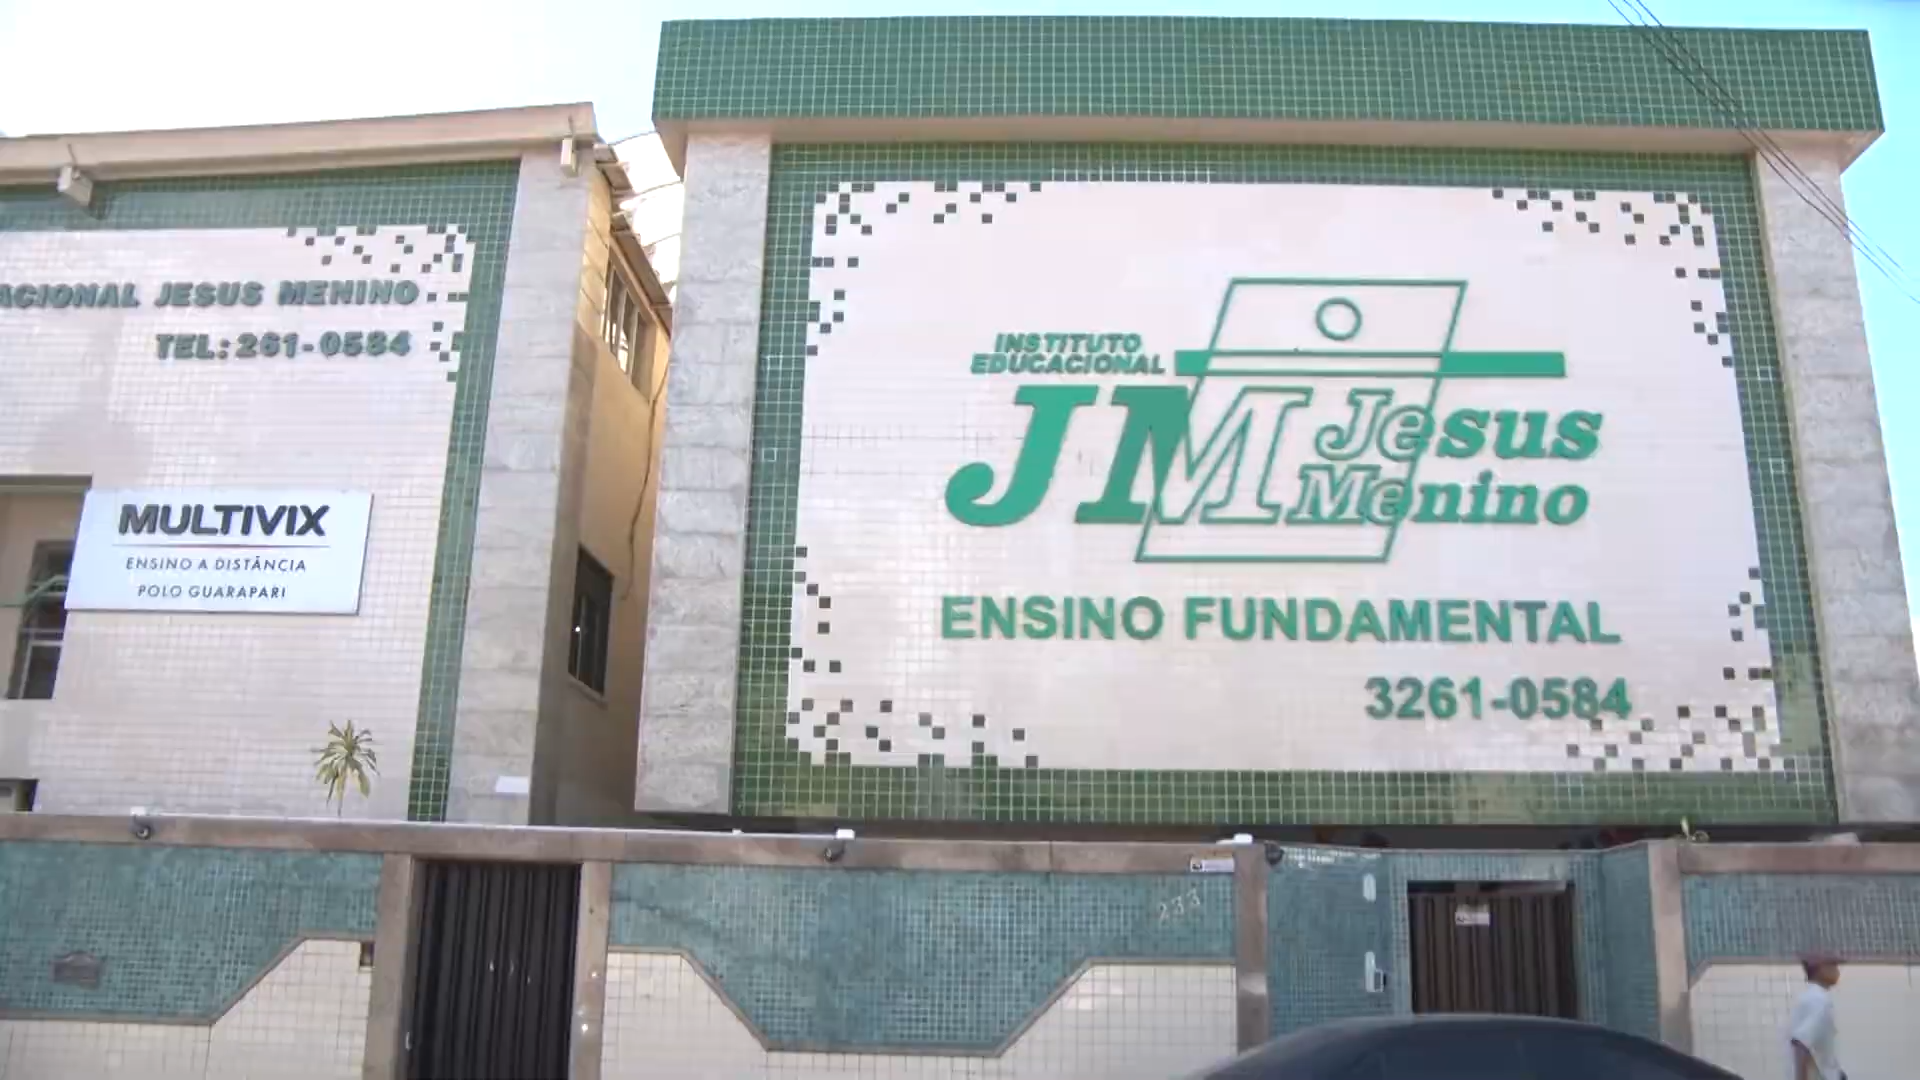 ACIONAL JESUS MENINO
TEL: 261-0584
MULTIVIX
ENSINO A DISTÂNCIA
POLO GUARAPARI
INSTITUTO
EDUCACIONAL
JM Jesus
Menino
ENSINO FUNDAMENTAL
3261-0584
233